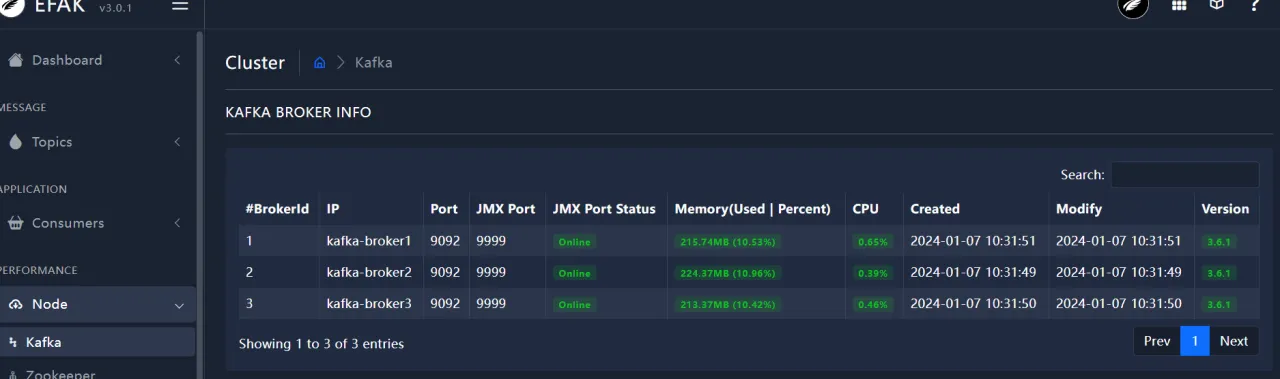 EFAK v3.0.1
Dashboard
MESSAGE
Topics
APPLICATION
Consumers
PERFORMANCE
Node
Kafka
Zookeeper
Cluster Kafka
KAFKA BROKER INFO
Search:
#BrokerId IP Port JMX Port JMX Port Status Memory(Used | Percent) CPU Created Modify Version
1 kafka-broker1 9092 9999 Online 215.74MB (10.53%) 0.65% 2024-01-07 10:31:51 2024-01-07 10:31:51 3.6.1
2 kafka-broker2 9092 9999 Online 224.37MB (10.96%) 0.39% 2024-01-07 10:31:49 2024-01-07 10:31:49 3.6.1
3 kafka-broker3 9092 9999 Online 213.37MB (10.42%) 0.46% 2024-01-07 10:31:50 2024-01-07 10:31:50 3.6.1
Showing 1 to 3 of 3 entries
Prev 1 Next